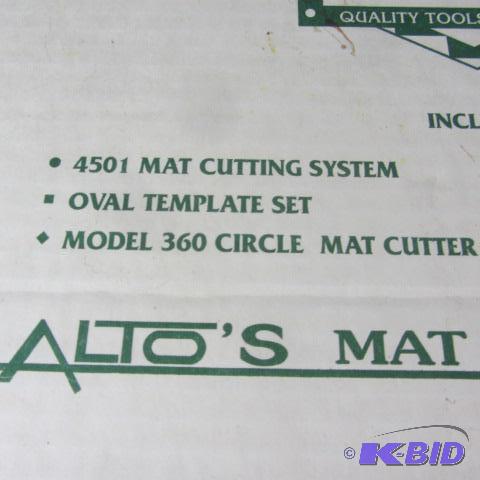 QUALITY TOOLS
INCL
● 4501 MAT CUTTING SYSTEM
■ OVAL TEMPLATE SET
◆ MODEL 360 CIRCLE MAT CUTTER
ALTO'S MAT
© K-BID